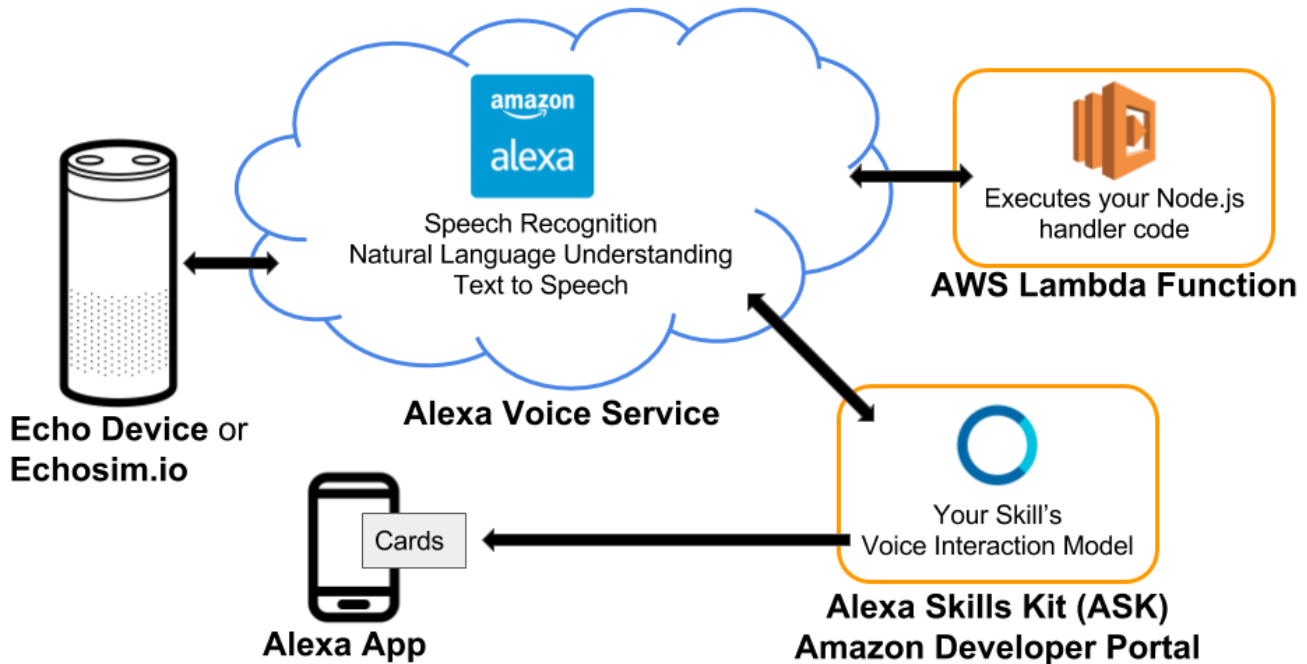 amazon
alexa
Speech Recognition
Natural Language Understanding
Text to Speech
Alexa Voice Service
Executes your Node.js
handler code
AWS Lambda Function
Echo Device or
Echosim.io
Your Skill’s
Voice Interaction Model
Alexa Skills Kit (ASK)
Amazon Developer Portal
Cards
Alexa App